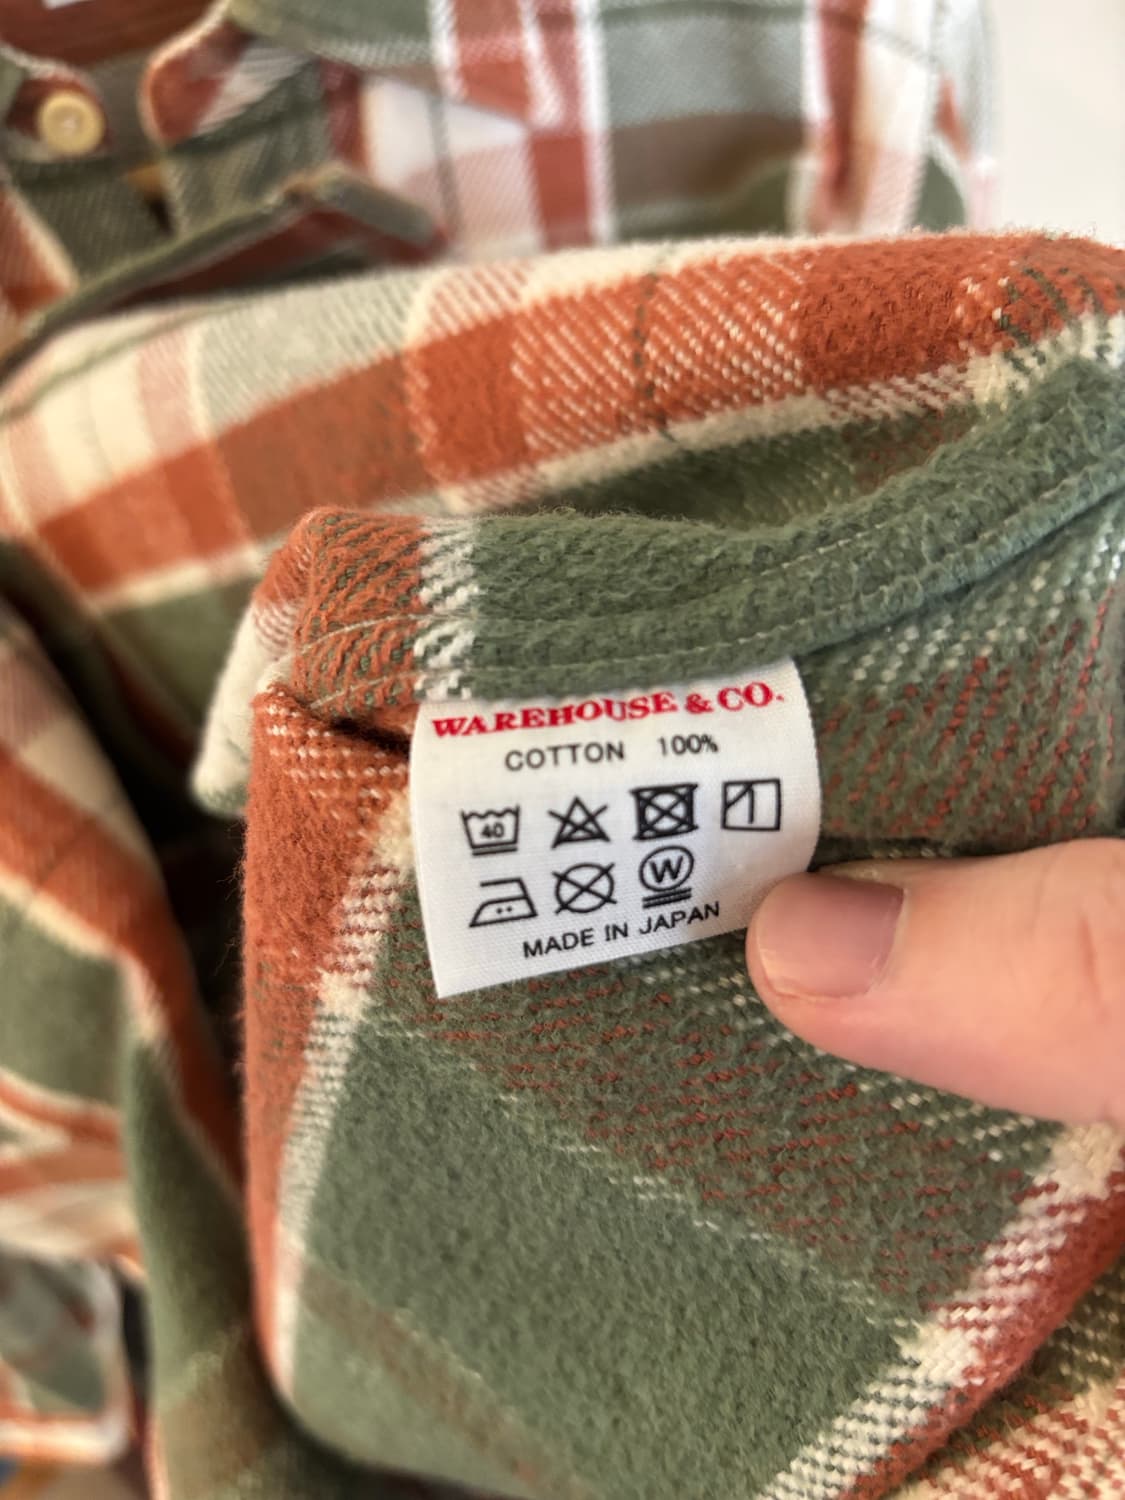 WAREHOUSE & CO.
COTTON 100%
40
W
MADE IN JAPAN